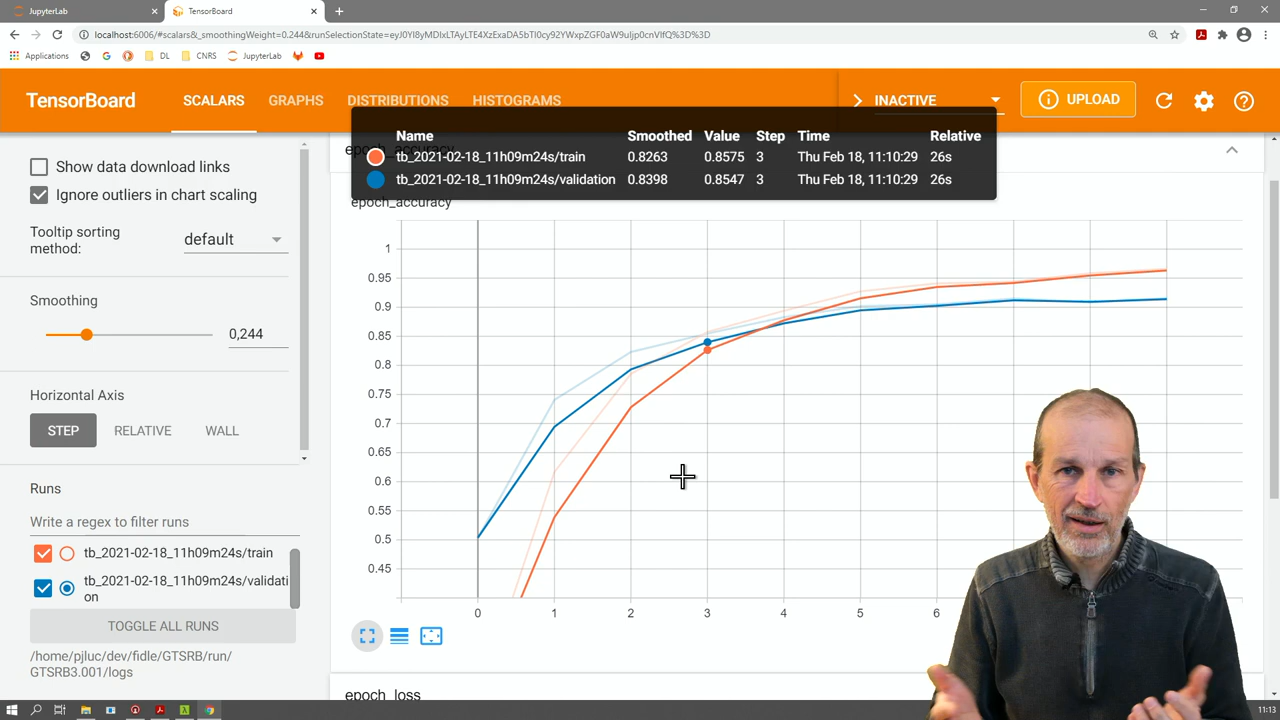 JupyterLab
TensorBoard
localhost:6006/#scalars&_smoothingWeight=0.244&runSelectionState=
Applications
DL
CNRS
JupyterLab
TensorBoard
SCALARS
GRAPHS
DISTRIBUTIONS
HISTOGRAMS
INACTIVE
UPLOAD
Show data download links
Ignore outliers in chart scaling
Tooltip sorting
method:
default
Smoothing
0,244
Horizontal Axis
STEP
RELATIVE
WALL
Runs
Write a regex to filter runs
tb_2021-02-18_11h09m24s/train
tb_2021-02-18_11h09m24s/validati
on
TOGGLE ALL RUNS
/home/pjluc/dev/fidle/GTSRB/run/
GTSRB3.001/logs
epoch_accuracy
Name Smoothed Value Step Time Relative
tb_2021-02-18_11h09m24s/train 0.8263 0.8575 3 Thu Feb 18, 11:10:29 26s
tb_2021-02-18_11h09m24s/validation 0.8398 0.8547 3 Thu Feb 18, 11:10:29 26s
epoch_accuracy
1
0.95
0.9
0.85
0.8
0.75
0.7
0.65
0.6
0.55
0.5
0.45
0 1 2 3 4 5 6
epoch_loss
11:13